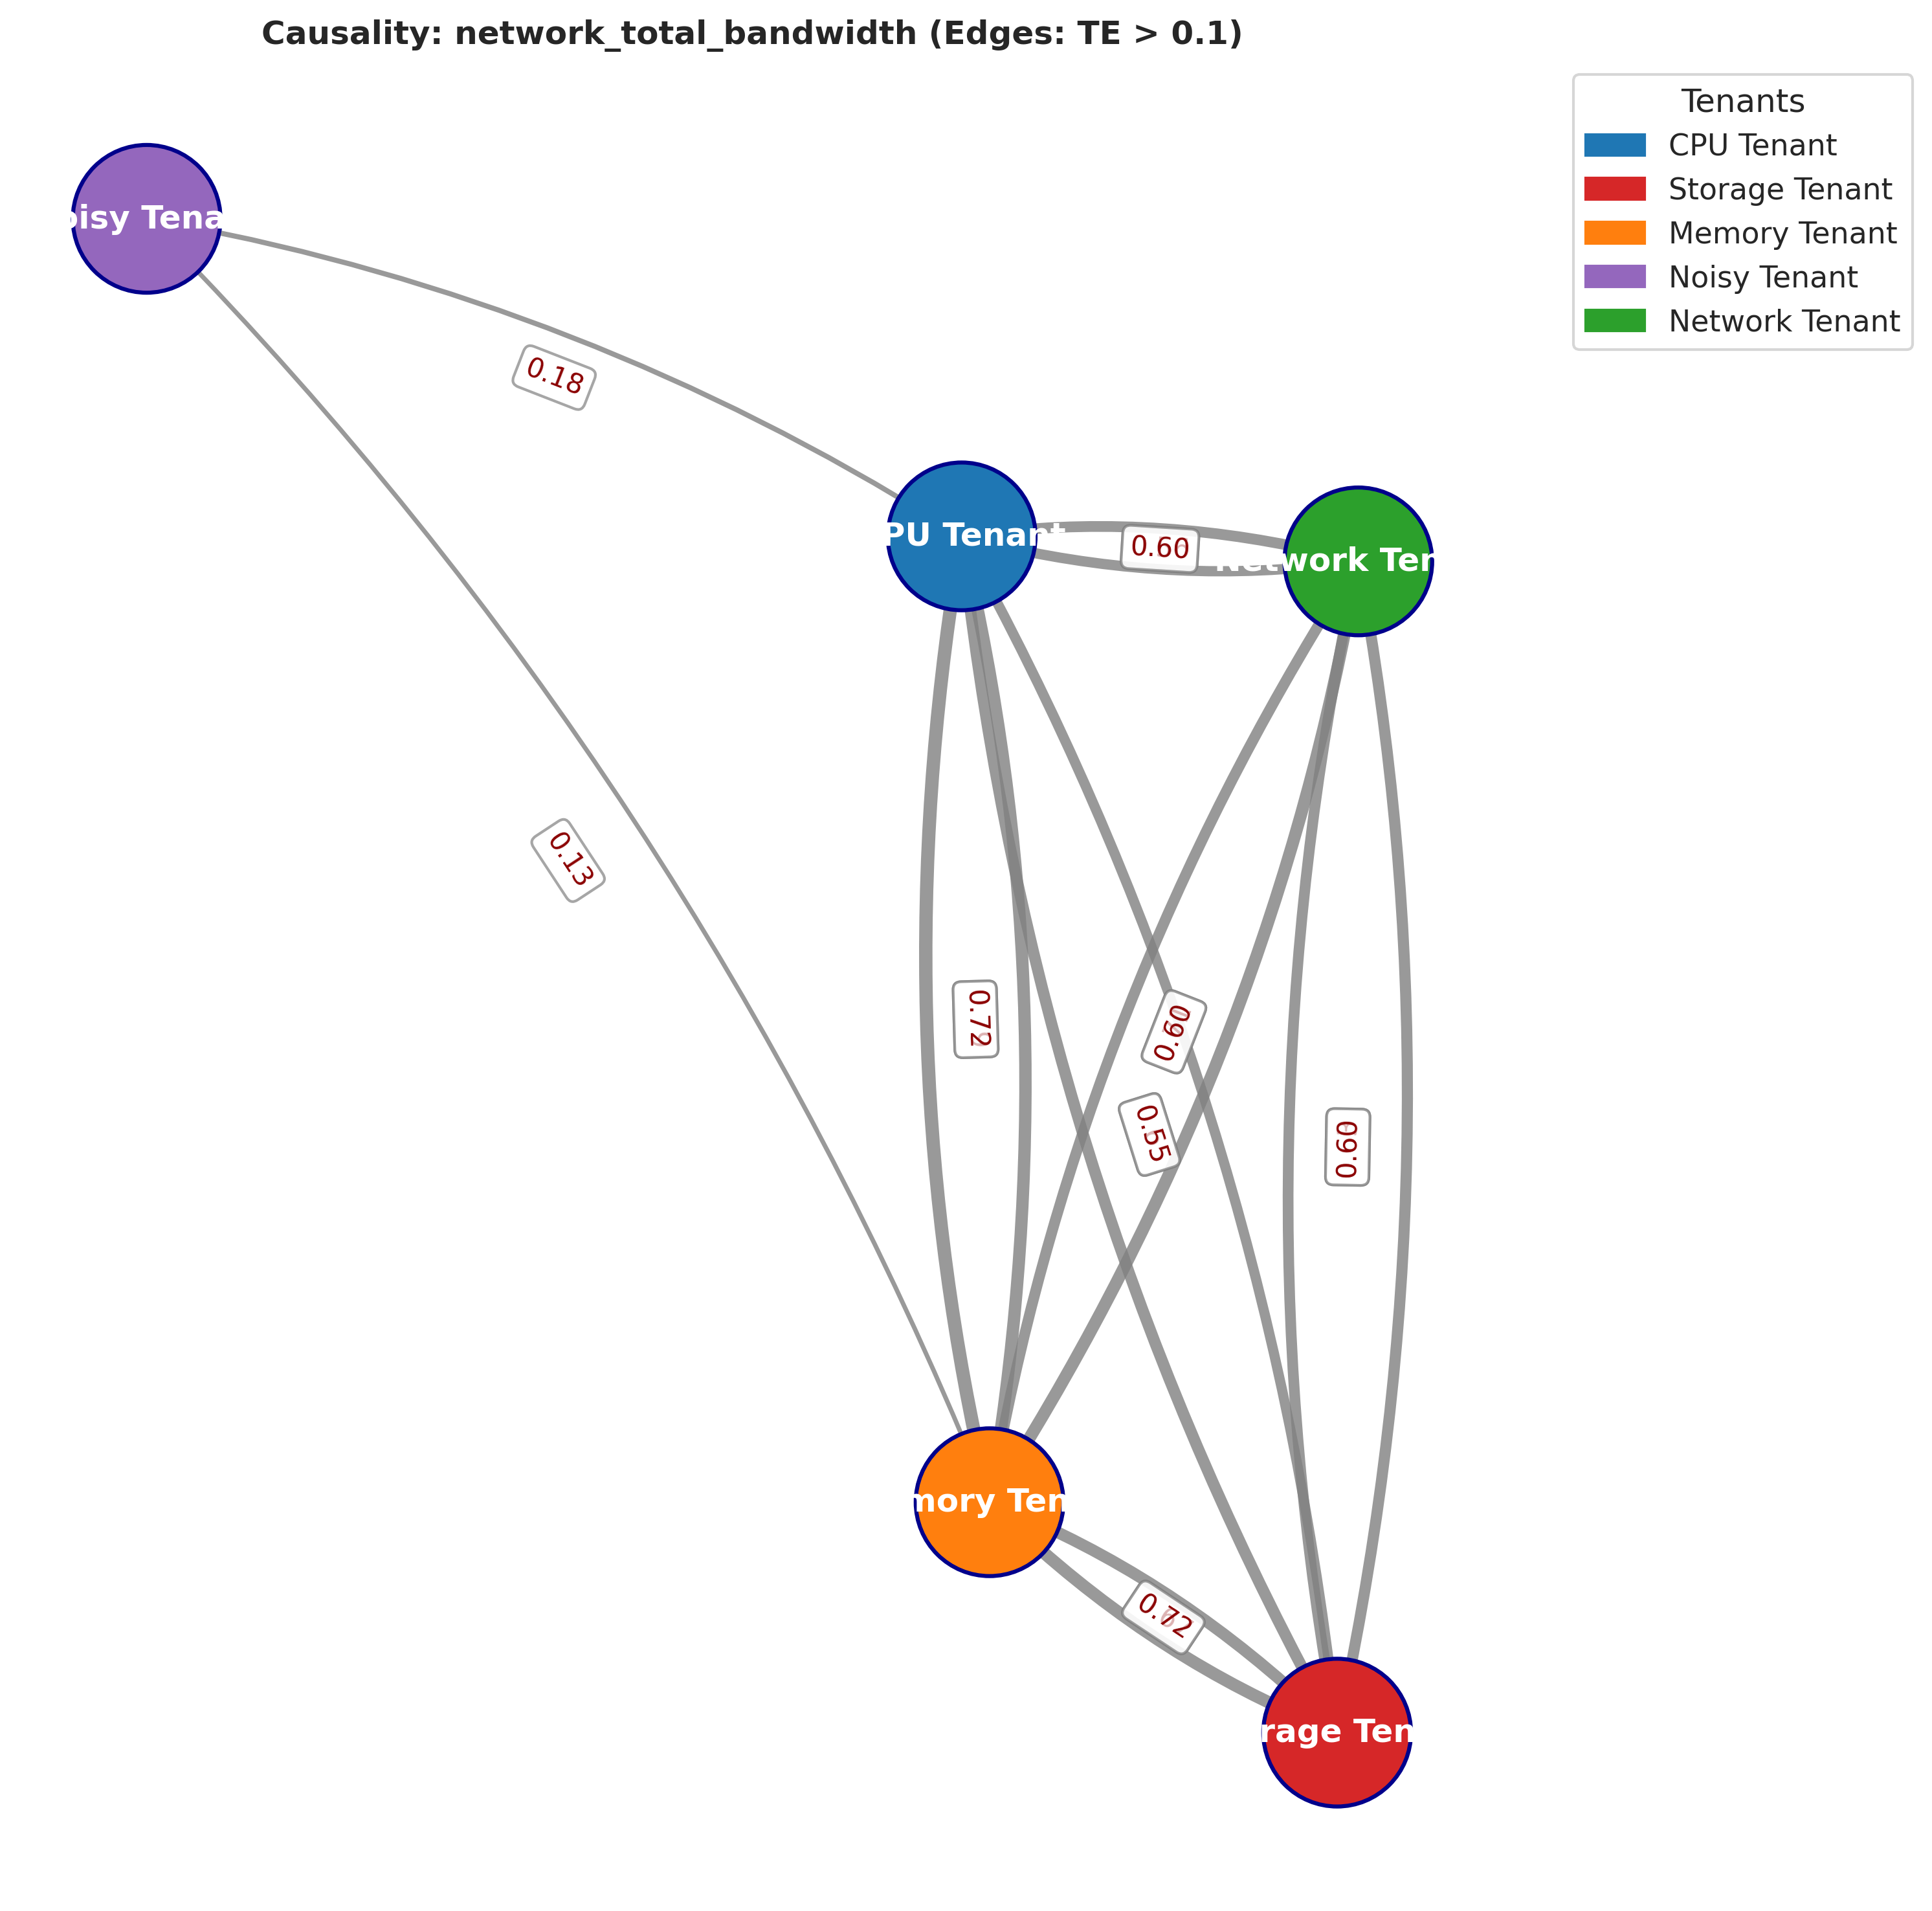 Causality: network_total_bandwidth (Edges: TE > 0.1)
Tenants
CPU Tenant
Storage Tenant
Memory Tenant
Noisy Tenant
Network Tenant
oisy Tena
0.18
PU Tenant
0.60
Network Ten
0.13
0.72
0.60
0.55
0.60
mory Ten
0.72
rage Ten